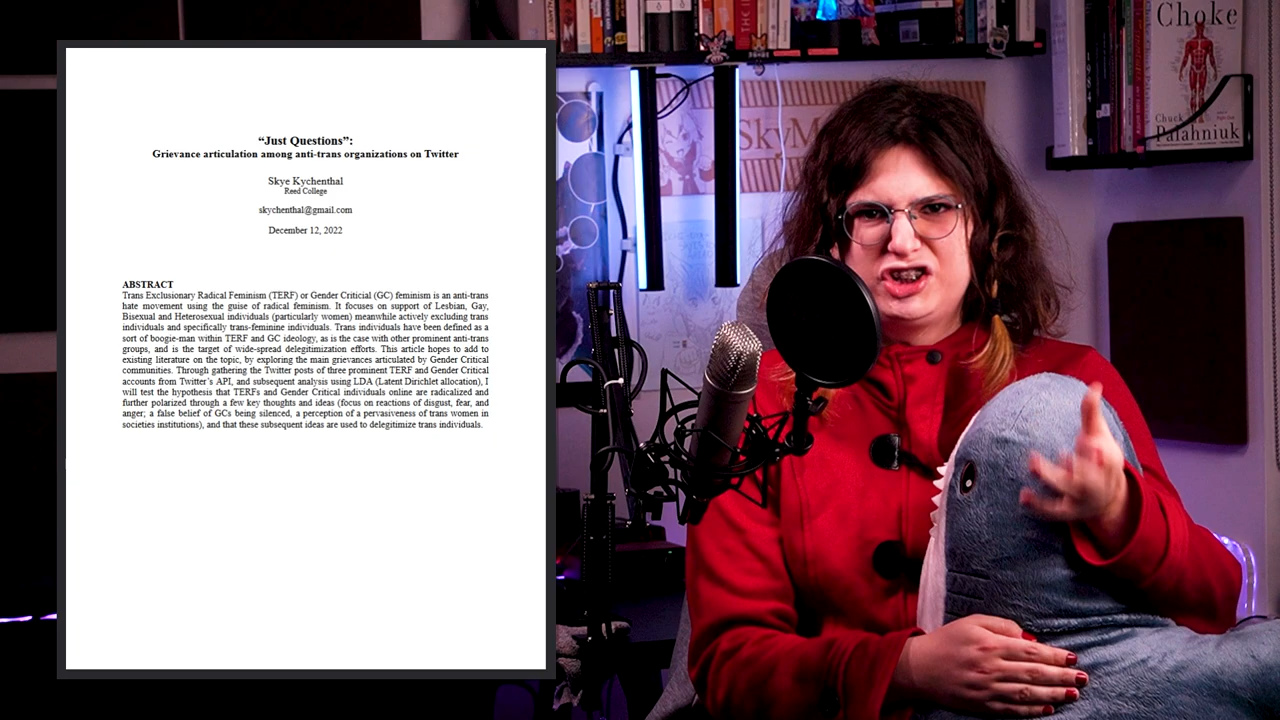 “Just Questions”:
Grievance articulation among anti-trans organizations on Twitter
Skye Kychenthal
Reed College
skychenthal@gmail.com
December 12, 2022
ABSTRACT
Trans Exclusionary Radical Feminism (TERF) or Gender Criticial (GC) feminism is an anti-trans
hate movement using the guise of radical feminism. It focuses on support of Lesbian, Gay,
Bisexual and Heterosexual individuals (particularly women) meanwhile actively excluding trans
individuals and specifically trans-feminine individuals. Trans individuals have been defined as a
sort of boogie-man within TERF and GC ideology, as is the case with other prominent anti-trans
groups, and is the target of wide-spread delegitimization efforts. This article hopes to add to
existing literature on the topic, by exploring the main grievances articulated by Gender Critical
communities. Through gathering the Twitter posts of three prominent TERF and Gender Critical
accounts from Twitter’s API, and subsequent analysis using LDA (Latent Dirichlet allocation), I
will test the hypothesis that TERFs and Gender Critical individuals online are radicalized and
further polarized through a few key thoughts and ideas (focus on reactions of disgust, fear, and
anger; a false belief of GCs being silenced, a perception of a pervasiveness of trans women in
societies institutions), and that these subsequent ideas are used to delegitimize trans individuals.
SkyM
Choke
Chuck
Palahniuk
1984